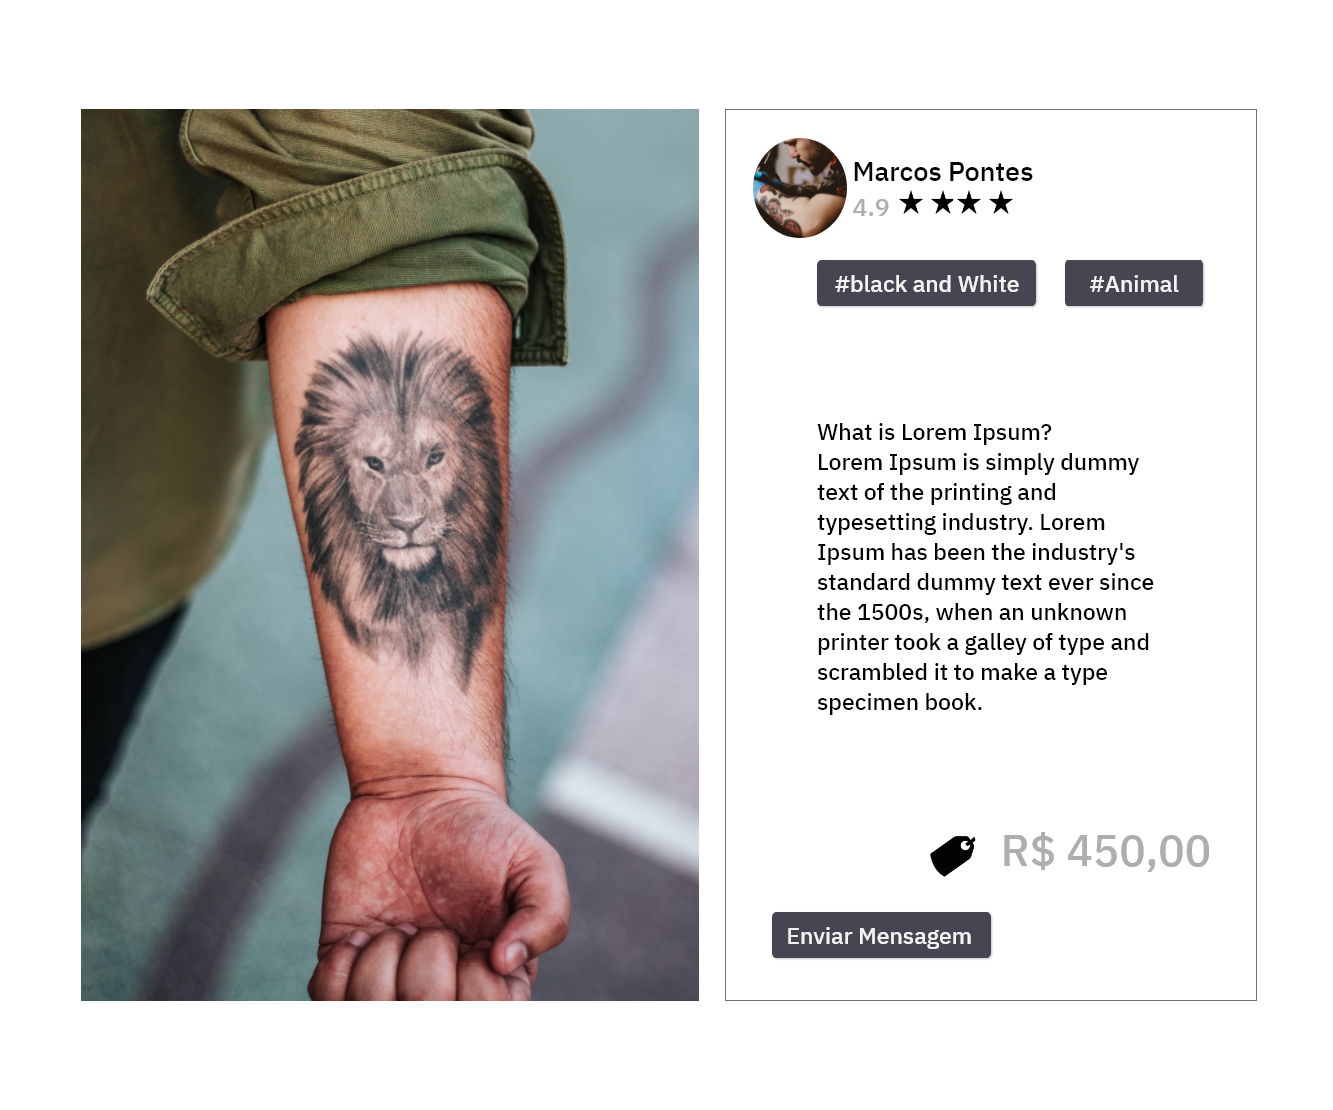 Marcos Pontes
4.9 ★ ★ ★ ★
#black and White
#Animal
What is Lorem Ipsum?
Lorem Ipsum is simply dummy
text of the printing and
typesetting industry. Lorem
Ipsum has been the industry's
standard dummy text ever since
the 1500s, when an unknown
printer took a galley of type and
scrambled it to make a type
specimen book.
R$ 450,00
Enviar Mensagem